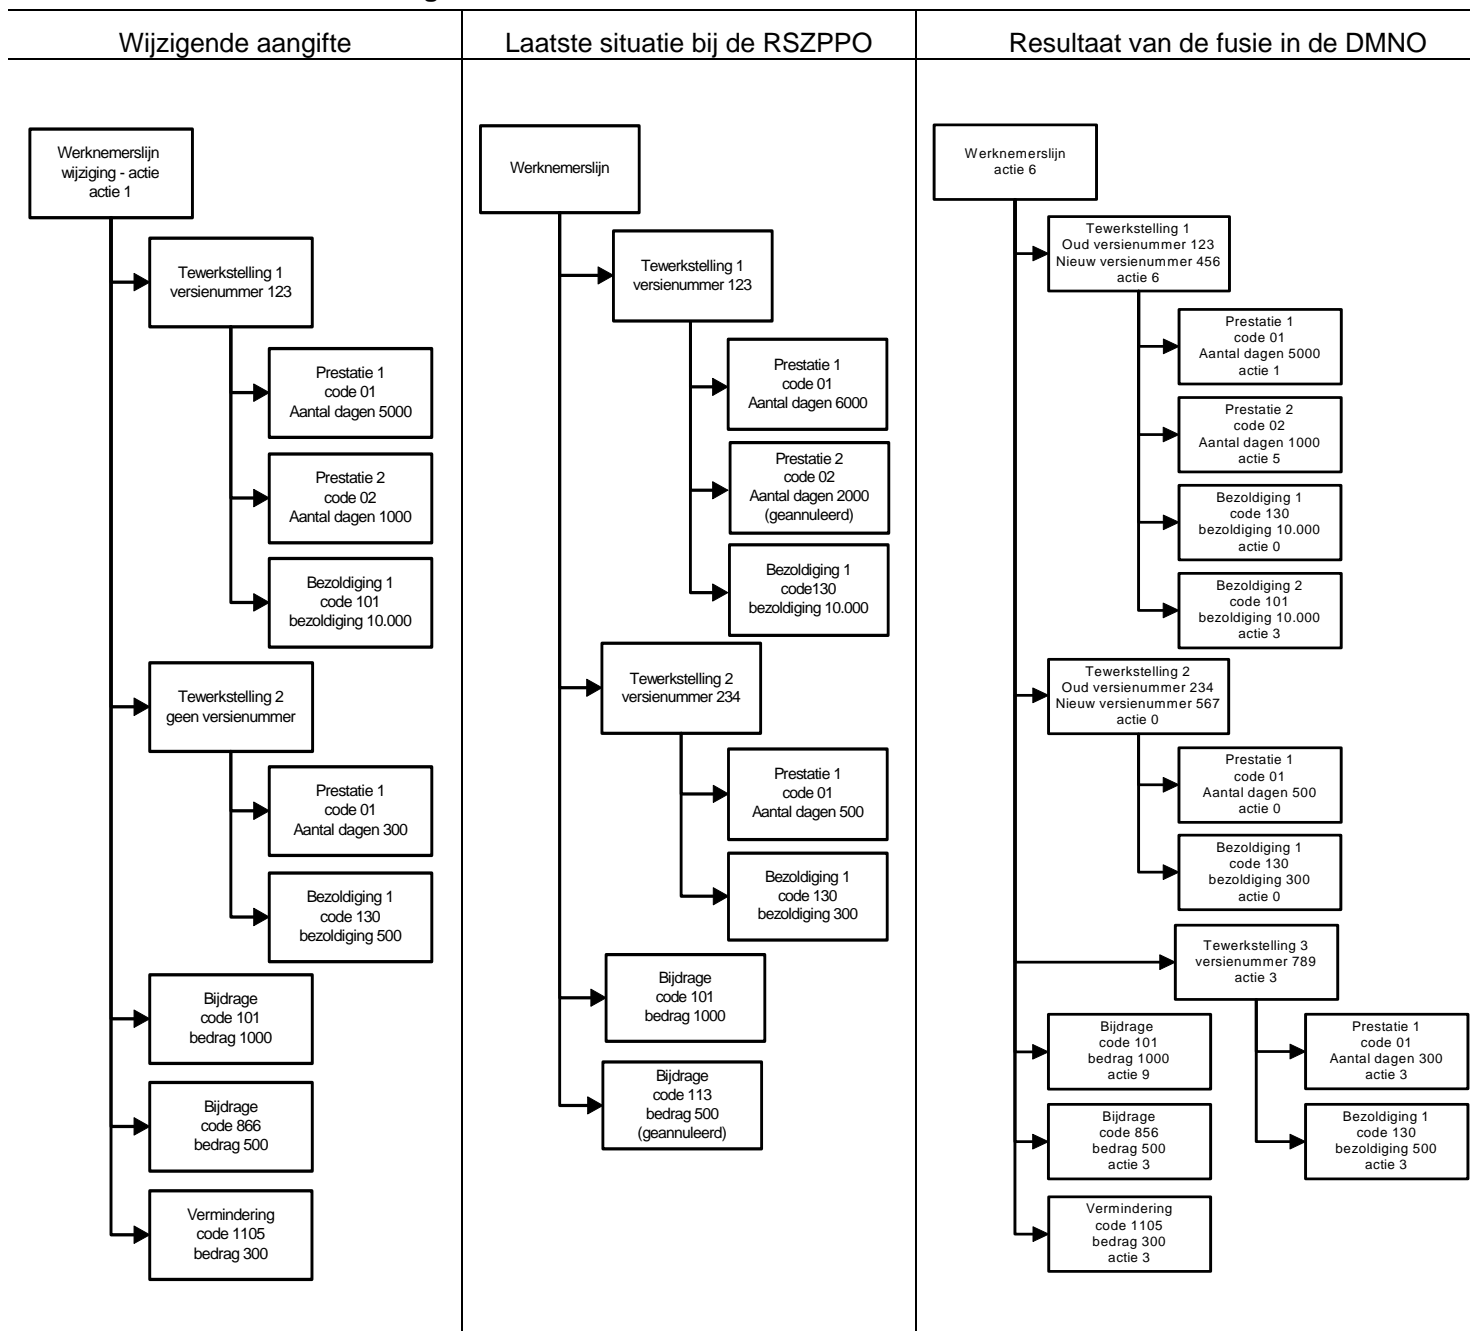 Wijzigende aangifte
Laatste situatie bij de RSZPPO
Resultaat van de fusie in de DMNO
Werknemerslijn
wijziging - actie
actie 1
Tewerkstelling 1
versienummer 123
Prestatie 1
code 01
Aantal dagen 5000
Prestatie 2
code 02
Aantal dagen 1000
Bezoldiging 1
code 101
bezoldiging 10.000
Tewerkstelling 2
geen versienummer
Prestatie 1
code 01
Aantal dagen 300
Bezoldiging 1
code 130
bezoldiging 500
Bijdrage
code 101
bedrag 1000
Bijdrage
code 866
bedrag 500
Vermindering
code 1105
bedrag 300
Werknemerslijn
Tewerkstelling 1
versienummer 123
Prestatie 1
code 01
Aantal dagen 6000
Prestatie 2
code 02
Aantal dagen 2000
(geannuleerd)
Bezoldiging 1
code130
bezoldiging 10.000
Tewerkstelling 2
versienummer 234
Prestatie 1
code 01
Aantal dagen 500
Bezoldiging 1
code 130
bezoldiging 300
Bijdrage
code 101
bedrag 1000
Bijdrage
code 113
bedrag 500
(geannuleerd)
Werknemerslijn
actie 6
Tewerkstelling 1
Oud versienummer 123
Nieuw versienummer 456
actie 6
Prestatie 1
code 01
Aantal dagen 5000
actie 1
Prestatie 2
code 02
Aantal dagen 1000
actie 5
Bezoldiging 1
code 130
bezoldiging 10.000
actie 0
Bezoldiging 2
code 101
bezoldiging 10.000
actie 3
Tewerkstelling 2
Oud versienummer 234
Nieuw versienummer 567
actie 0
Prestatie 1
code 01
Aantal dagen 500
actie 0
Bezoldiging 1
code 130
bezoldiging 300
actie 0
Tewerkstelling 3
versienummer 789
actie 3
Prestatie 1
code 01
Aantal dagen 300
actie 3
Bezoldiging 1
code 130
bezoldiging 500
actie 3
Bijdrage
code 101
bedrag 1000
actie 9
Bijdrage
code 856
bedrag 500
actie 3
Vermindering
code 1105
bedrag 300
actie 3